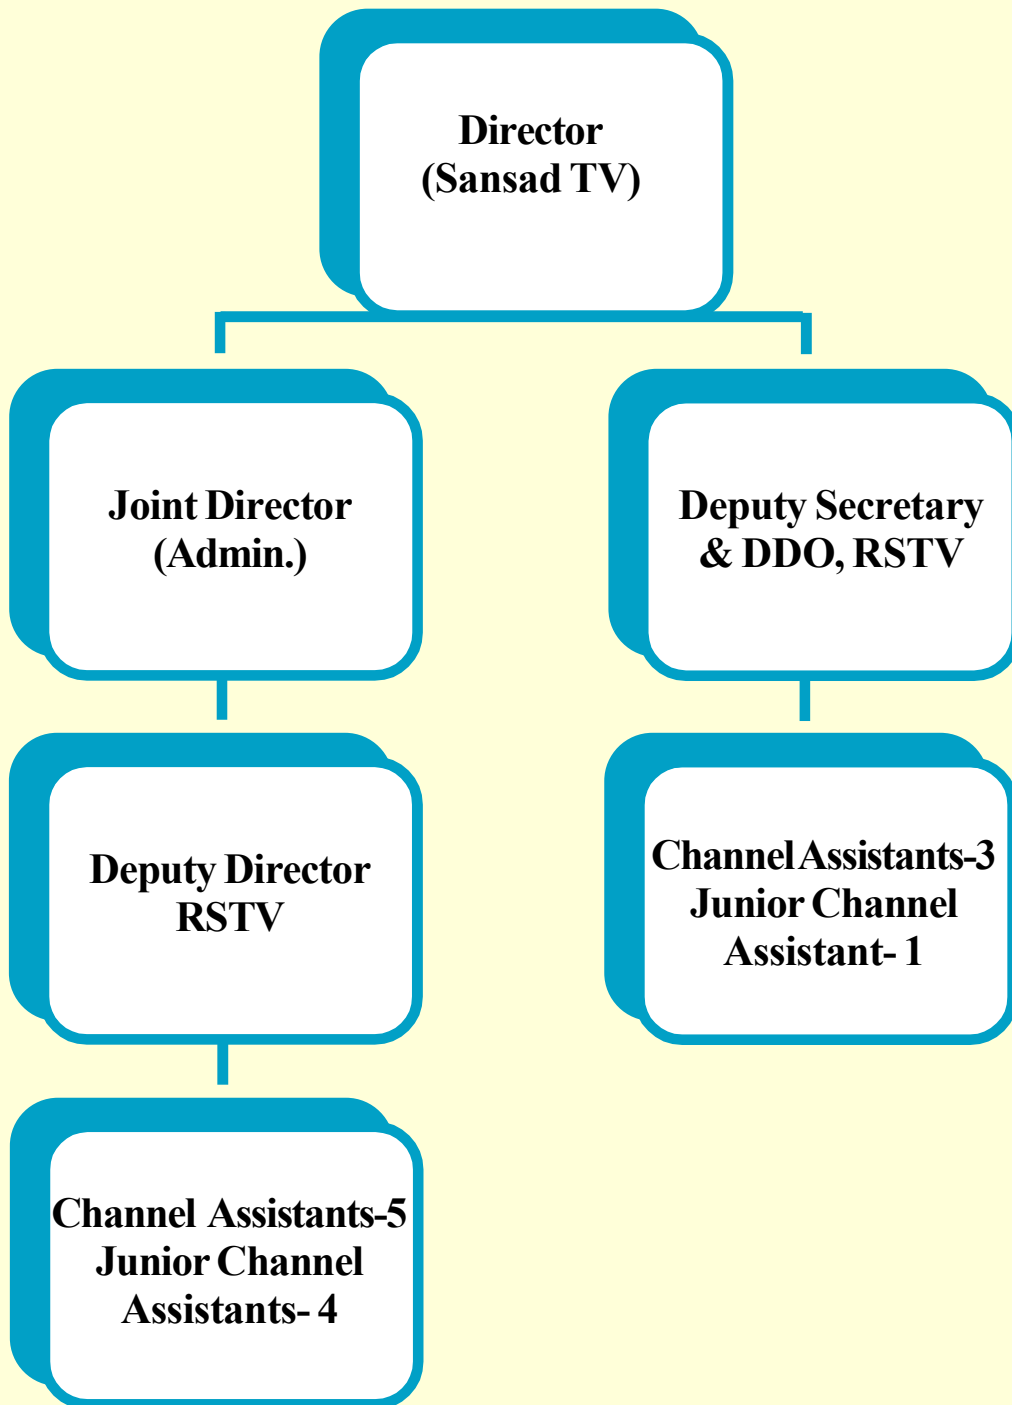 Director
(Sansad TV)
Joint Director
(Admin.)
Deputy Secretary
& DDO, RSTV
Deputy Director
RSTV
Channel Assistants-3
Junior Channel
Assistant- 1
Channel Assistants-5
Junior Channel
Assistants- 4